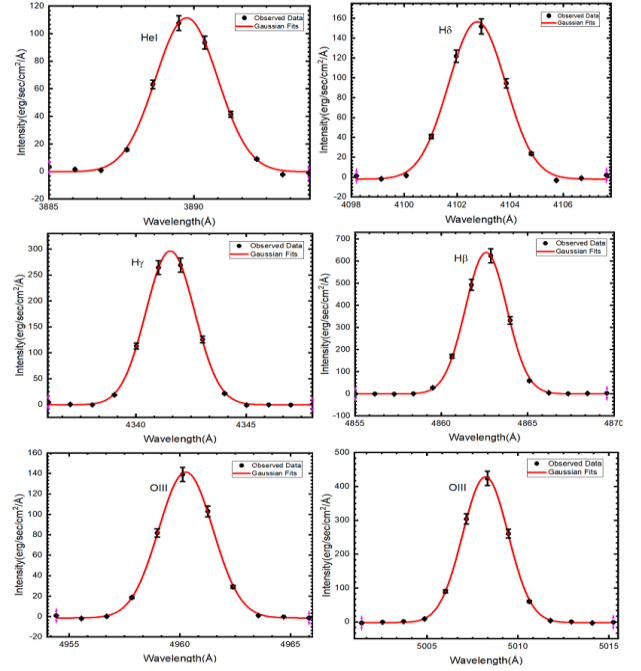 120
100
80
60
40
20
0
-20
Intensity(erg/sec/cm²/Å)
HeI
Observed Data
Gaussian Fits
3885
3890
Wavelength(Å)
160
140
120
100
80
60
40
20
0
-20
Intensity(erg/sec/cm²/Å)
Hδ
Observed Data
Gaussian Fits
4098
4100
4102
4104
4106
Wavelength(Å)
300
250
200
150
100
50
0
Intensity(erg/sec/cm²/Å)
Hγ
Observed Data
Gaussian Fits
4340
4345
Wavelength(Å)
700
600
500
400
300
200
100
0
-100
Intensity(erg/sec/cm²/Å)
Hβ
Observed Data
Gaussian Fits
4855
4860
4865
4870
Wavelength(Å)
160
140
120
100
80
60
40
20
0
-20
Intensity(erg/sec/cm²/Å)
OIII
Observed Data
Gaussian Fits
4955
4960
4965
Wavelength(Å)
500
400
300
200
100
0
Intensity(erg/sec/cm²/Å)
OIII
Observed Data
Gaussian Fits
5005
5010
5015
Wavelength(Å)